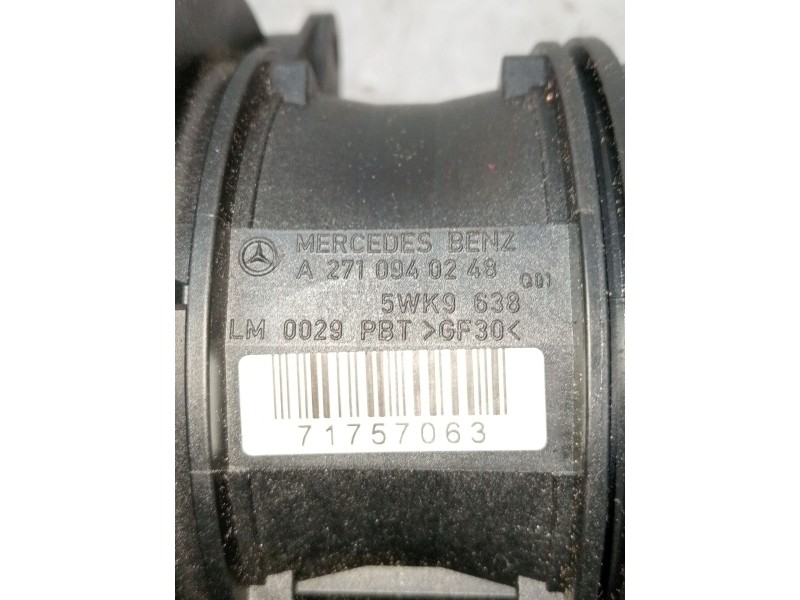 MERCEDES BENZ
A 271 094 02 48
Q01
5WK9 638
LM 0029 PBT >GF30<
71757063